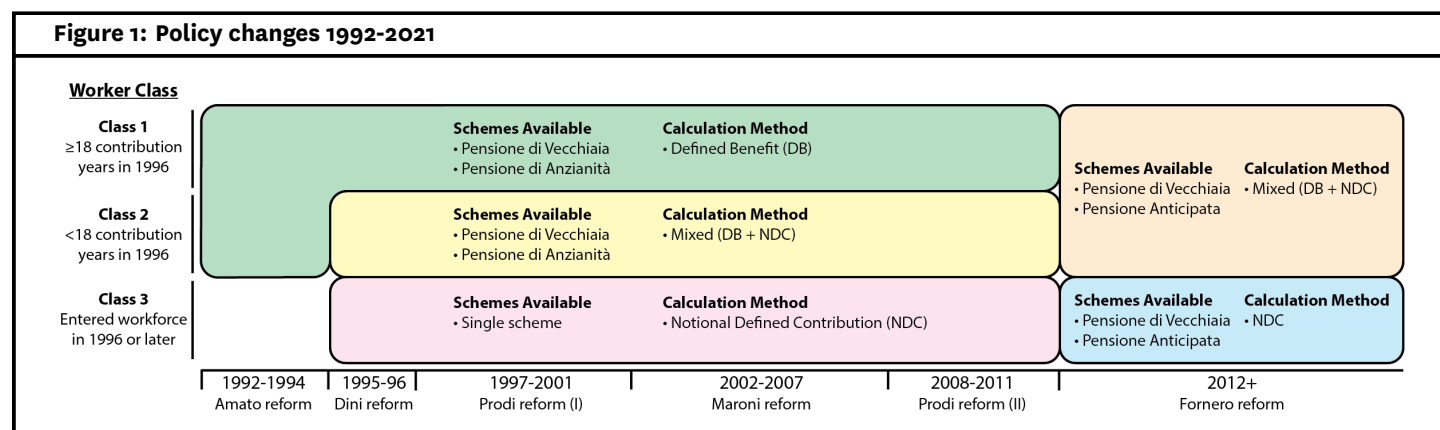 Figure 1: Policy changes 1992-2021
Worker Class
Class 1
≥18 contribution
years in 1996
Schemes Available
• Pensione di Vecchiaia
• Pensione di Anzianità
Calculation Method
• Defined Benefit (DB)
Class 2
<18 contribution
years in 1996
Schemes Available
• Pensione di Vecchiaia
• Pensione di Anzianità
Calculation Method
• Mixed (DB + NDC)
Schemes Available
• Pensione di Vecchiaia
• Pensione Anticipata
Calculation Method
• Mixed (DB + NDC)
Class 3
Entered workforce
in 1996 or later
Schemes Available
• Single scheme
Calculation Method
• Notional Defined Contribution (NDC)
Schemes Available
• Pensione di Vecchiaia
• Pensione Anticipata
Calculation Method
• NDC
1992-1994
Amato reform
1995-96
Dini reform
1997-2001
Prodi reform (I)
2002-2007
Maroni reform
2008-2011
Prodi reform (II)
2012+
Fornero reform